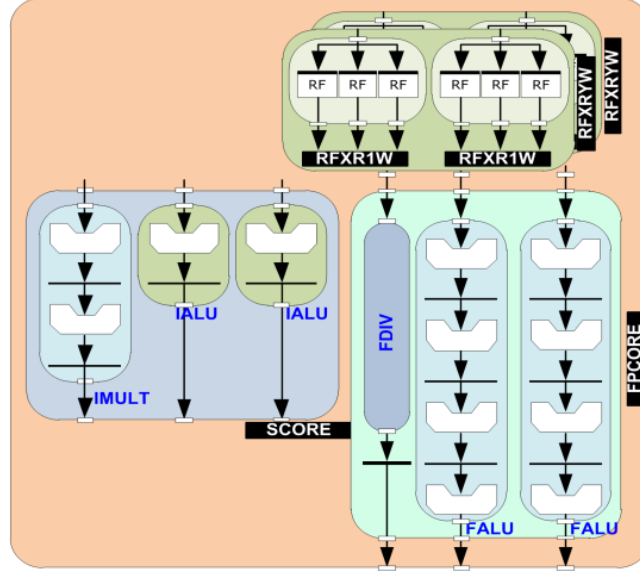 RF RF RF RF RF RF
RFXRYW
RFXRYW
RFXR1W RFXR1W
IALU IALU
FDIV
FPCORE
IMULT
SCORE
FALU FALU